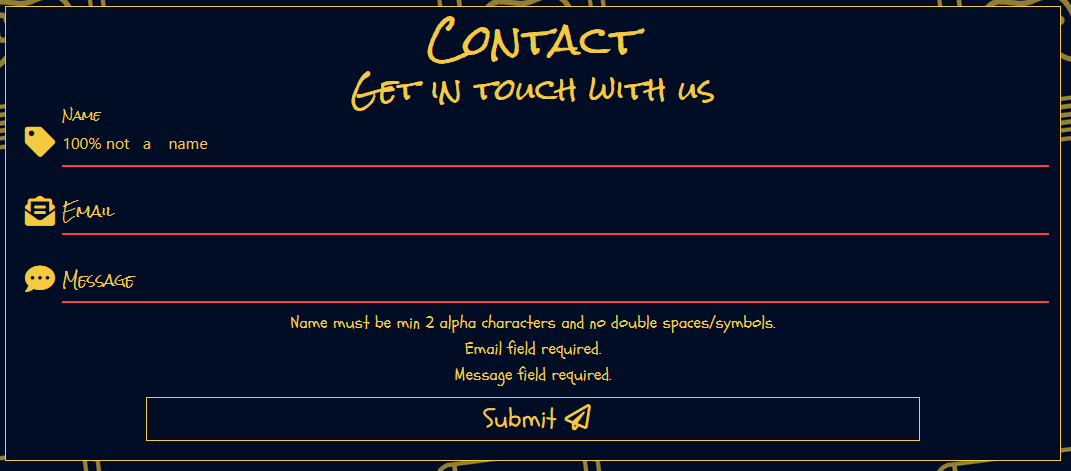 Contact
Get in touch with us
Name
100% not a name
Email
Message
Name must be min 2 alpha characters and no double spaces/symbols.
Email field required.
Message field required.
Submit